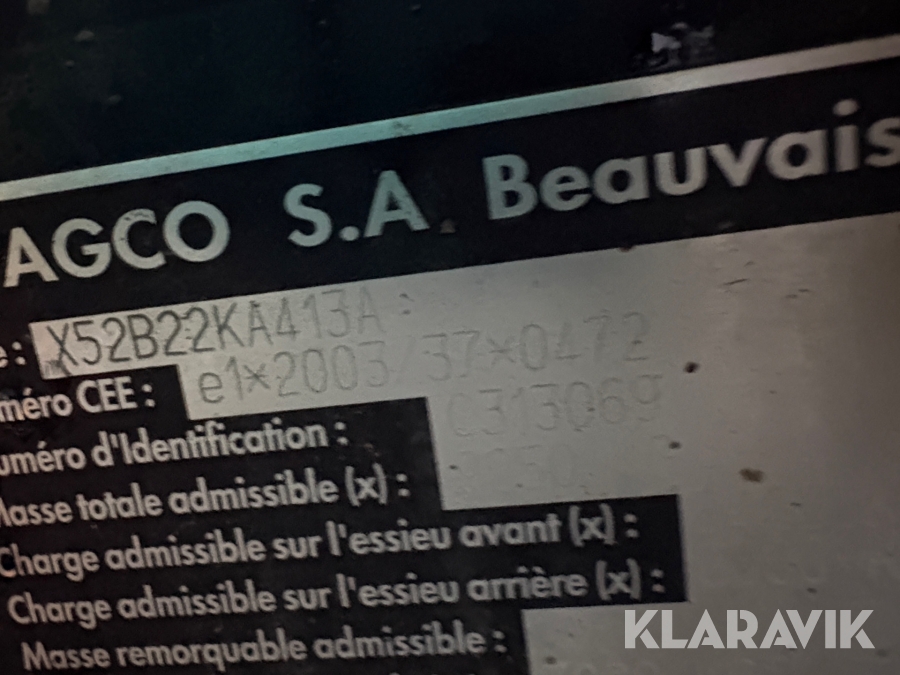 AGCO S.A. Beauvais
e: X52B22KA413A
méro CEE: e1*2003/37*0472
uméro d'Identification : C313069
Masse totale admissible (x) :
Charge admissible sur l'essieu avant (x) :
Charge admissible sur l'essieu arrière (x) :
Masse remorquable admissible :
KLARAVIK